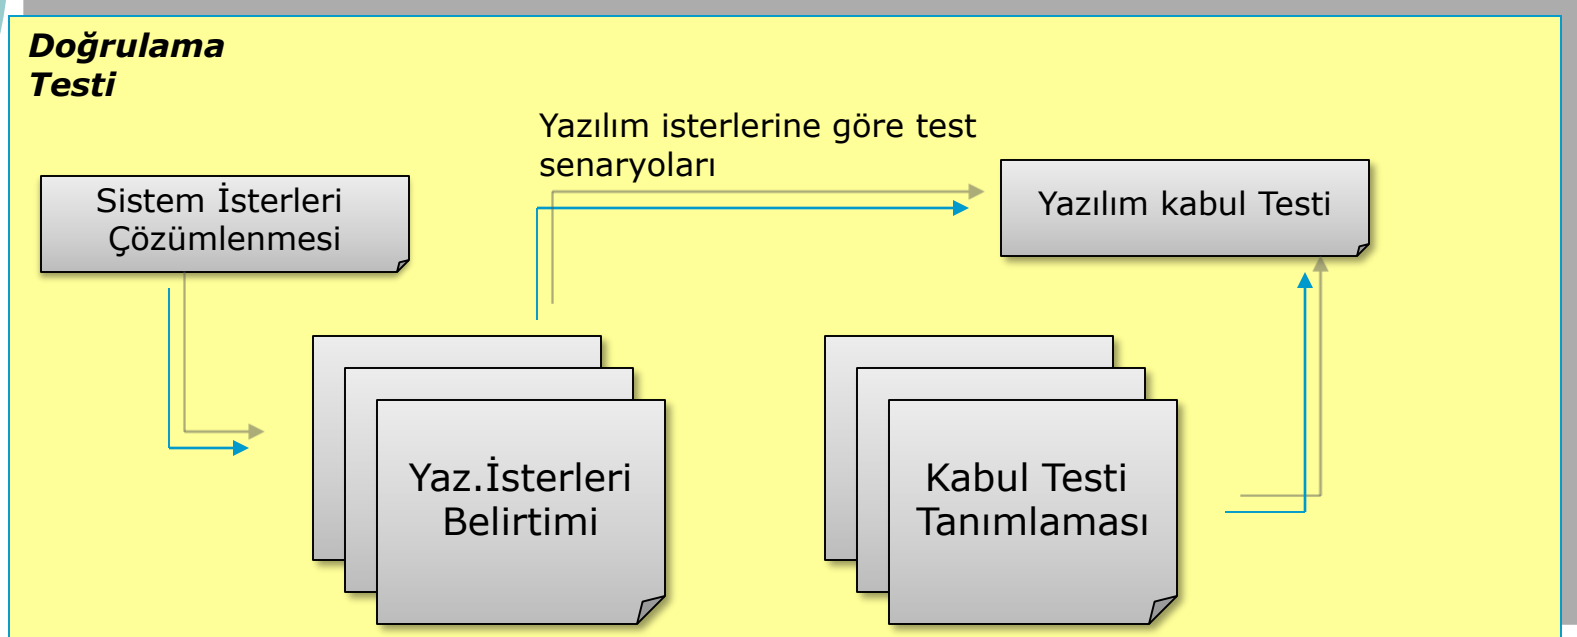 Doğrulama
Testi
Yazılım isterlerine göre test
senaryoları
Sistem İsterleri
Çözümlenmesi
Yazılım kabul Testi
Yaz.İsterleri
Belirtimi
Kabul Testi
Tanımlaması